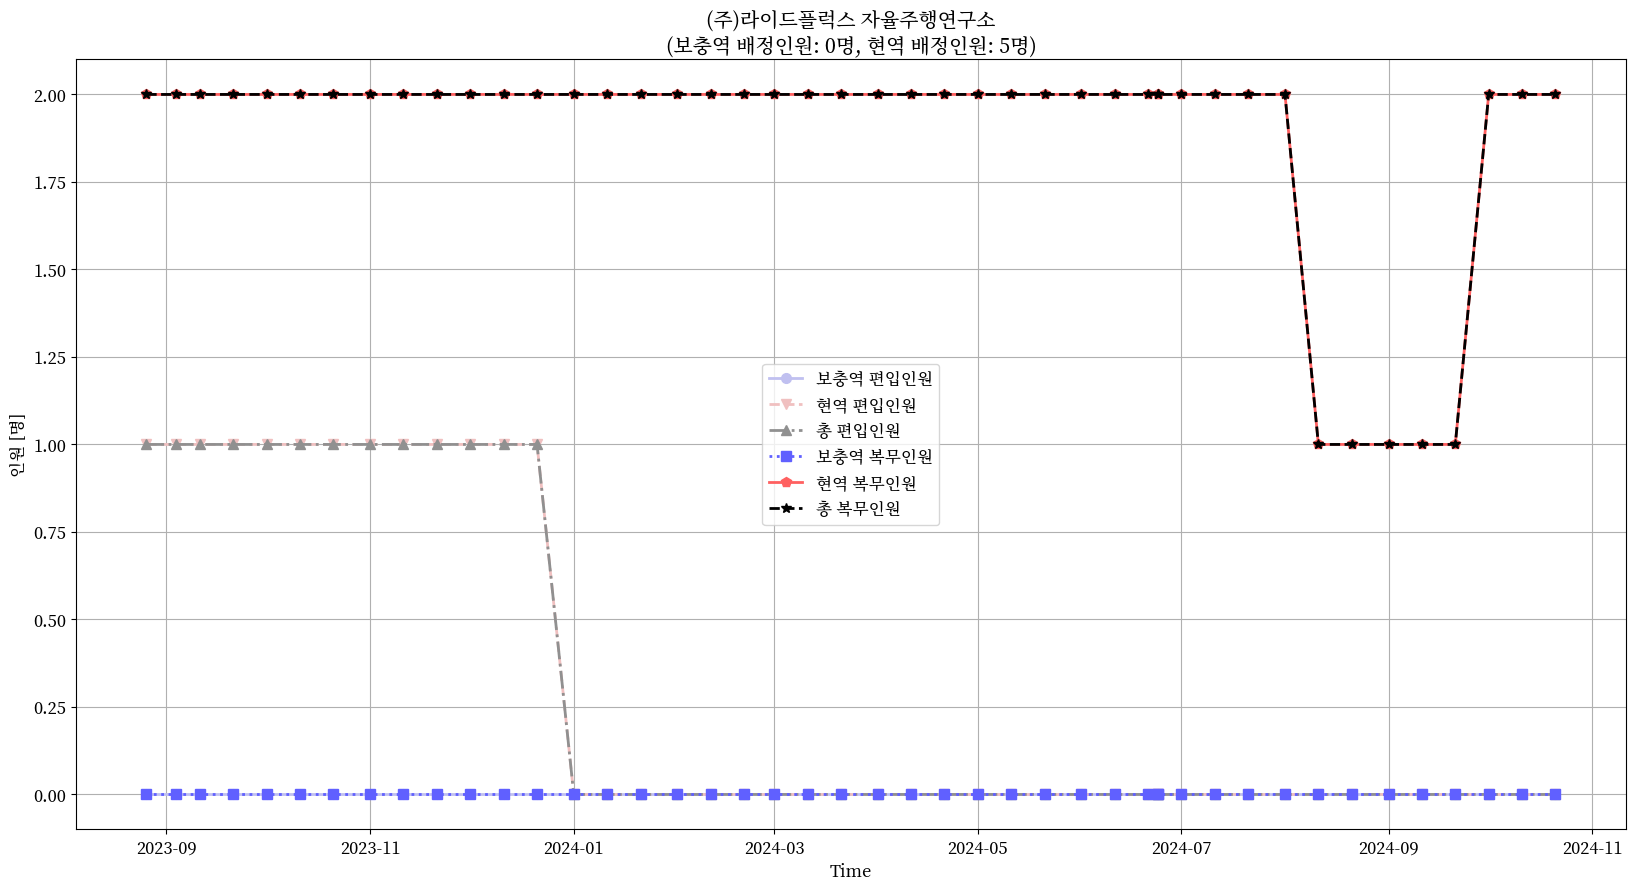 (주)라이드플럭스 자율주행연구소
(보충역 배정인원: 0명, 현역 배정인원: 5명)
인원 [명]
2.00
1.75
1.50
1.25
1.00
0.75
0.50
0.25
0.00
보충역 편입인원
현역 편입인원
총 편입인원
보충역 복무인원
현역 복무인원
총 복무인원
2023-09
2023-11
2024-01
2024-03
2024-05
2024-07
2024-09
2024-11
Time